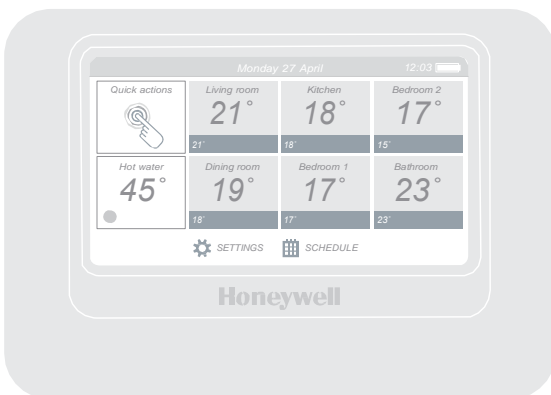 Monday 27 April 12:03
Quick actions
Living room
21°
21°
Kitchen
18°
18°
Bedroom 2
17°
15°
Hot water
45°
Dining room
19°
18°
Bedroom 1
17°
17°
Bathroom
23°
23°
SETTINGS SCHEDULE
Honeywell